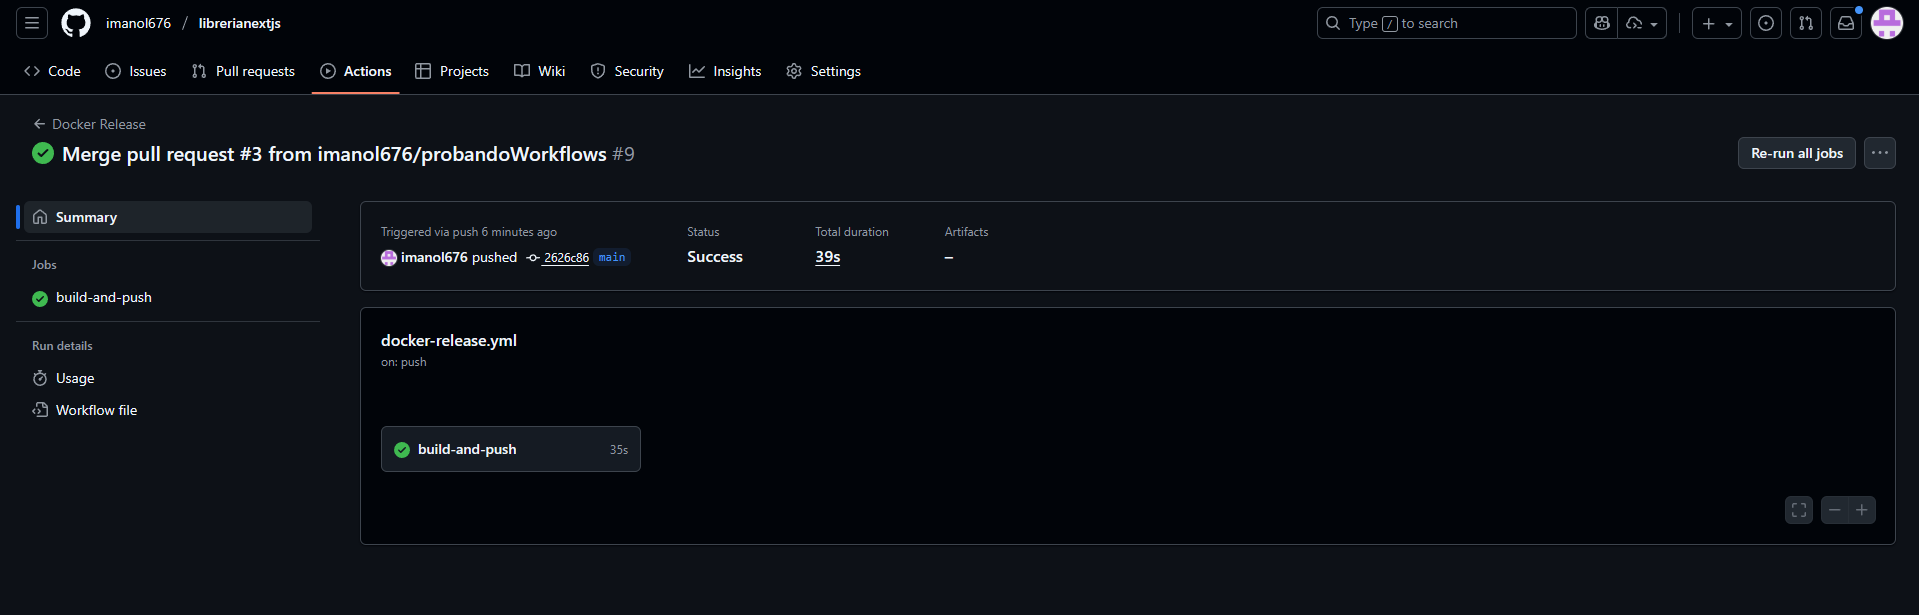 imanol676 / librerianextjs
Type / to search
Code Issues Pull requests Actions Projects Wiki Security Insights Settings
Docker Release
Merge pull request #3 from imanol676/probandoWorkflows #9
Re-run all jobs
Summary
Jobs
build-and-push
Run details
Usage
Workflow file
Triggered via push 6 minutes ago
imanol676 pushed 2626c86 main
Status
Success
Total duration
39s
Artifacts
–
docker-release.yml
on: push
build-and-push 35s